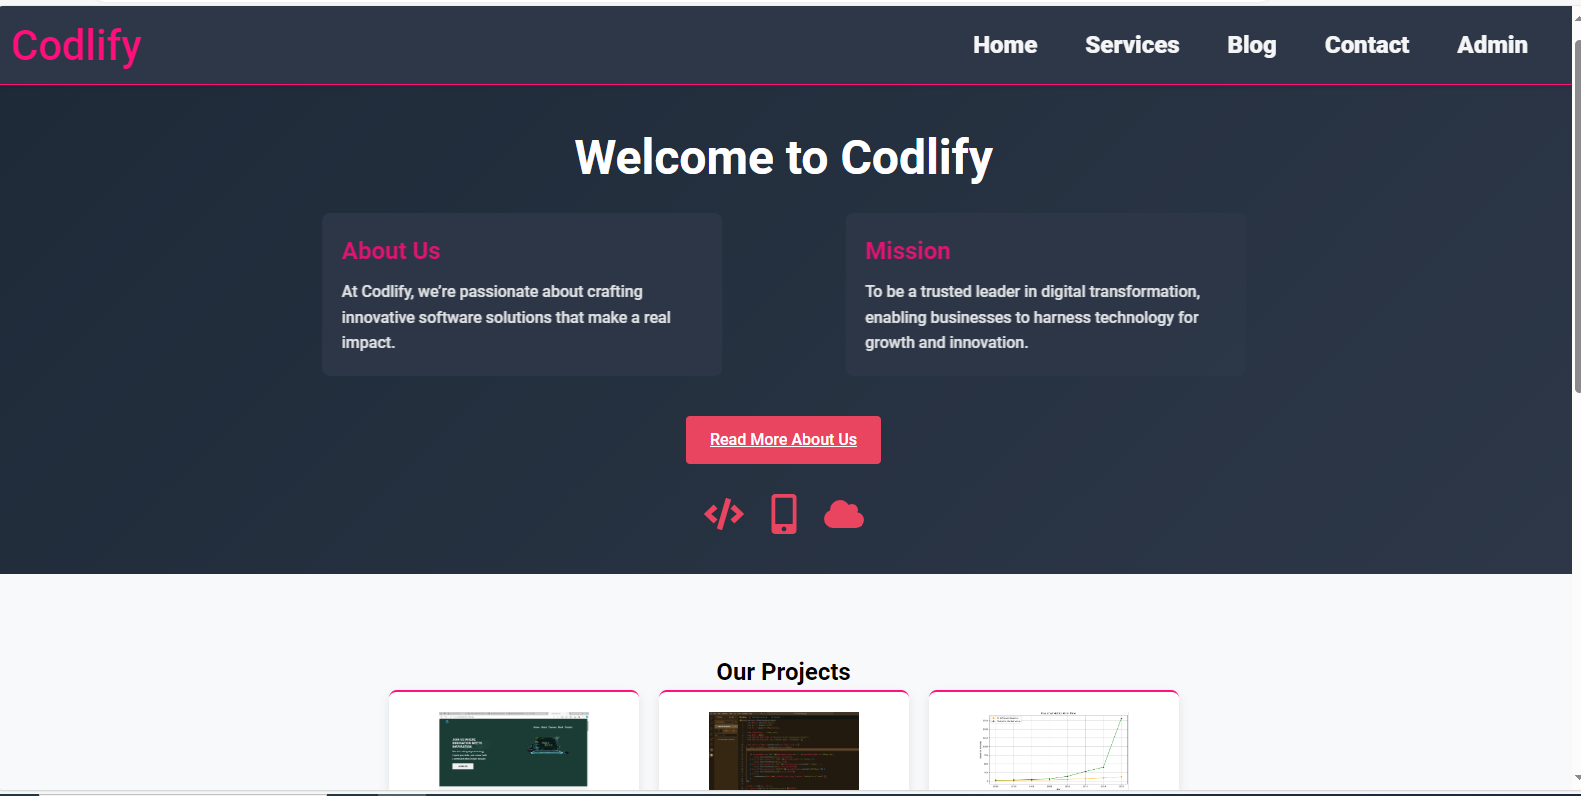 Codlify
Home Services Blog Contact Admin
Welcome to Codlify
About Us
At Codlify, we're passionate about crafting
innovative software solutions that make a real
impact.
Mission
To be a trusted leader in digital transformation,
enabling businesses to harness technology for
growth and innovation.
Read More About Us
Our Projects